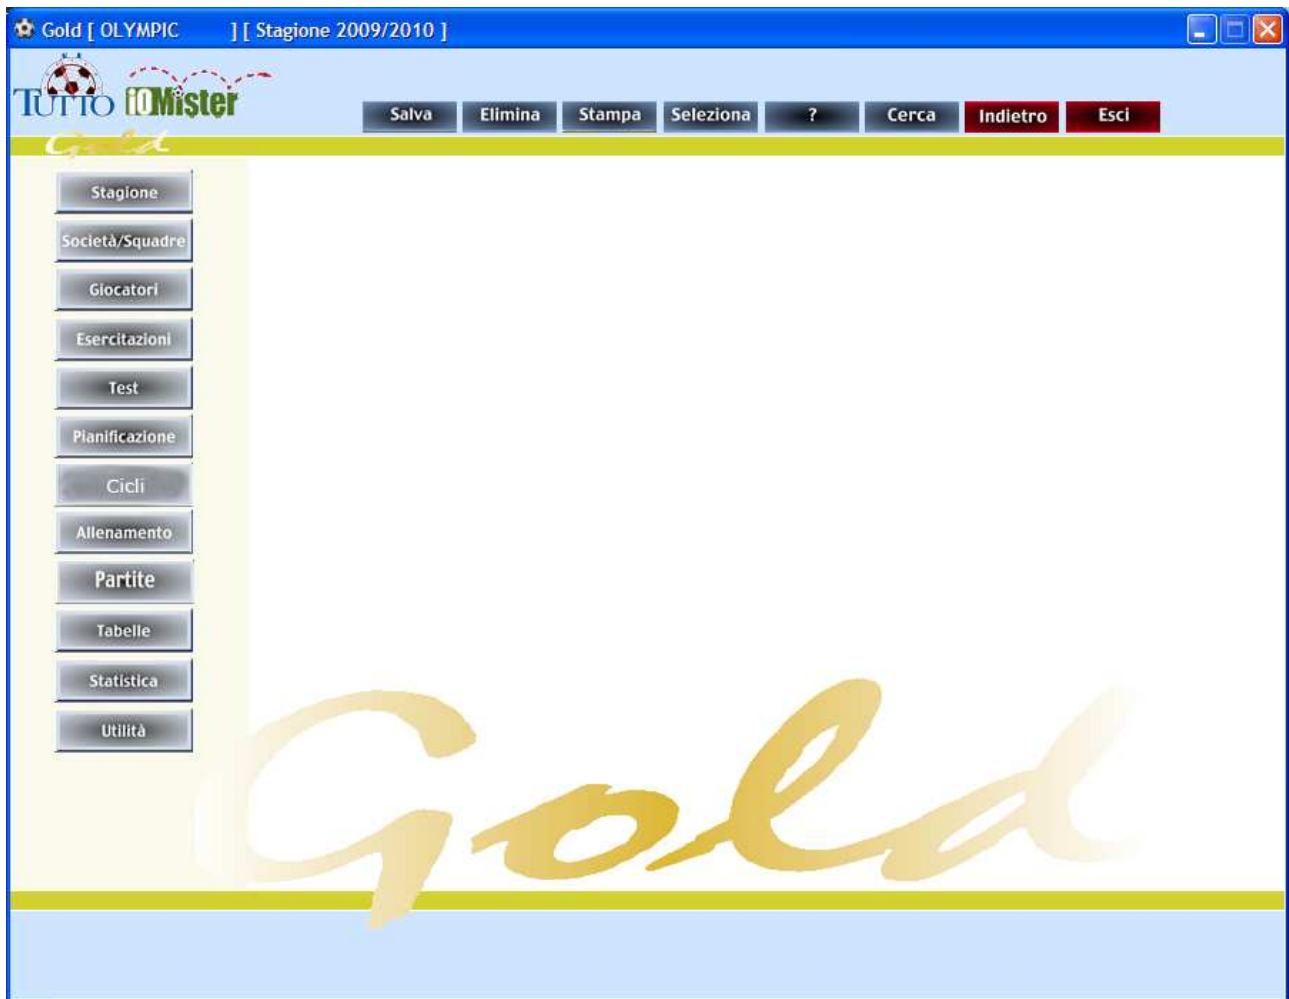 Gold [ OLYMPIC ] [ Stagione 2009/2010 ]
TUTTO iOMister
Gold
Salva Elimina Stampa Seleziona ? Cerca Indietro Esci
Stagione
Società/Squadre
Giocatori
Esercitazioni
Test
Pianificazione
Cicli
Allenamento
Partite
Tabelle
Statistica
Utilità
Gold